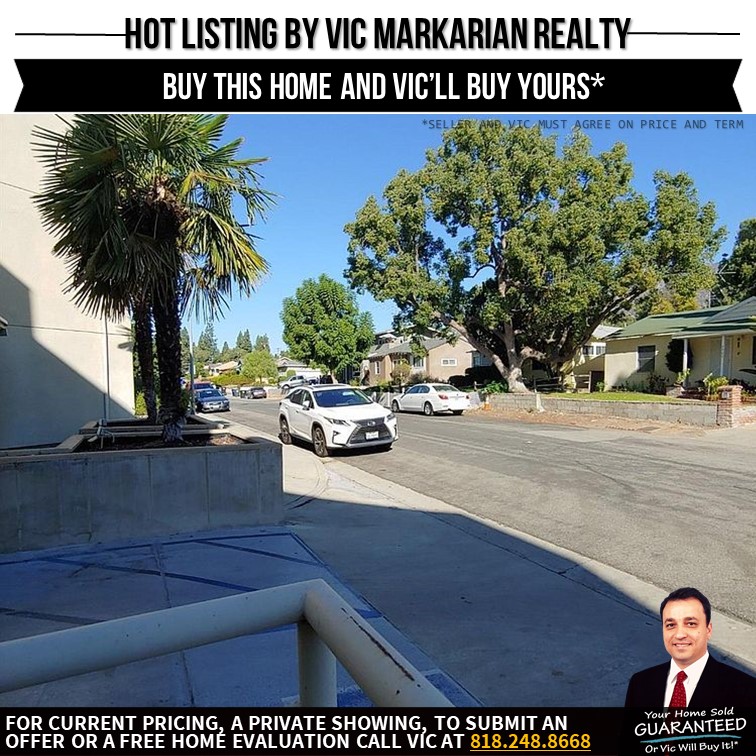 HOT LISTING BY VIC MARKARIAN REALTY
BUY THIS HOME AND VIC'LL BUY YOURS*
*SELLER AND VIC MUST AGREE ON PRICE AND TERM
Your Home Sold
GUARANTEED
Or Vic Will Buy It!
FOR CURRENT PRICING, A PRIVATE SHOWING, TO SUBMIT AN
OFFER OR A FREE HOME EVALUATION CALL VIC AT 818.248.8668